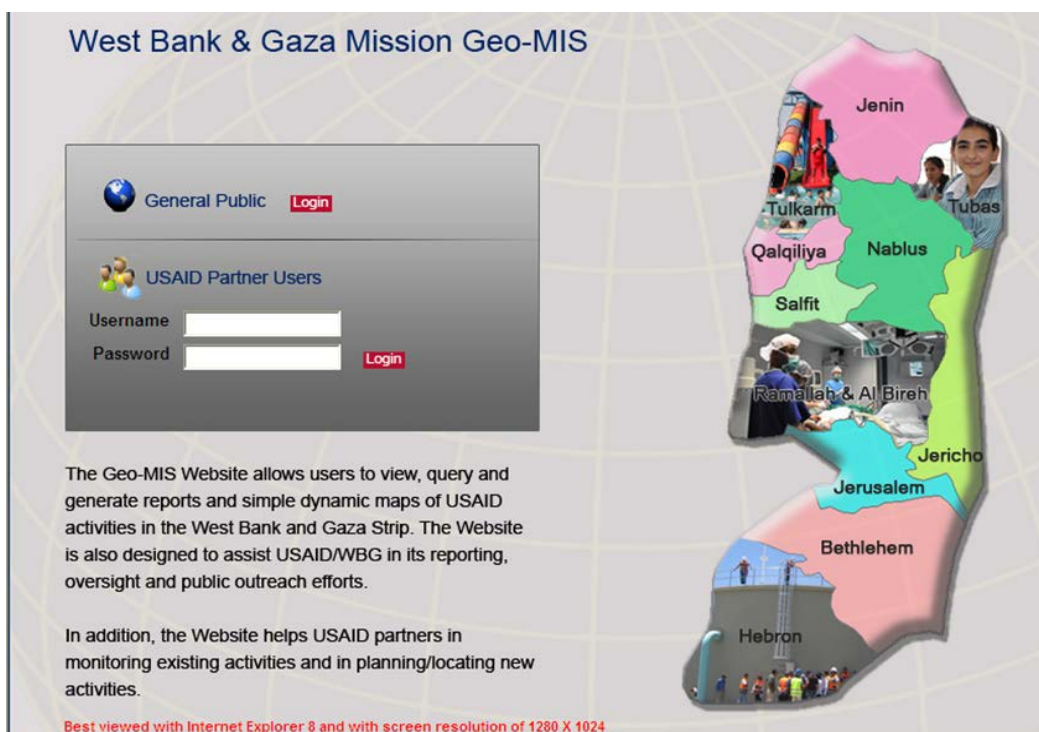 West Bank & Gaza Mission Geo-MIS
General Public Login
USAID Partner Users
Username
Password Login
The Geo-MIS Website allows users to view, query and
generate reports and simple dynamic maps of USAID
activities in the West Bank and Gaza Strip. The Website
is also designed to assist USAID/WBG in its reporting,
oversight and public outreach efforts.
In addition, the Website helps USAID partners in
monitoring existing activities and in planning/locating new
activities.
Best viewed with Internet Explorer 8 and with screen resolution of 1280 X 1024
Jenin
Tulkarm
Tubas
Qalqiliya
Nablus
Salfit
Ramallah & Al Bireh
Jericho
Jerusalem
Bethlehem
Hebron